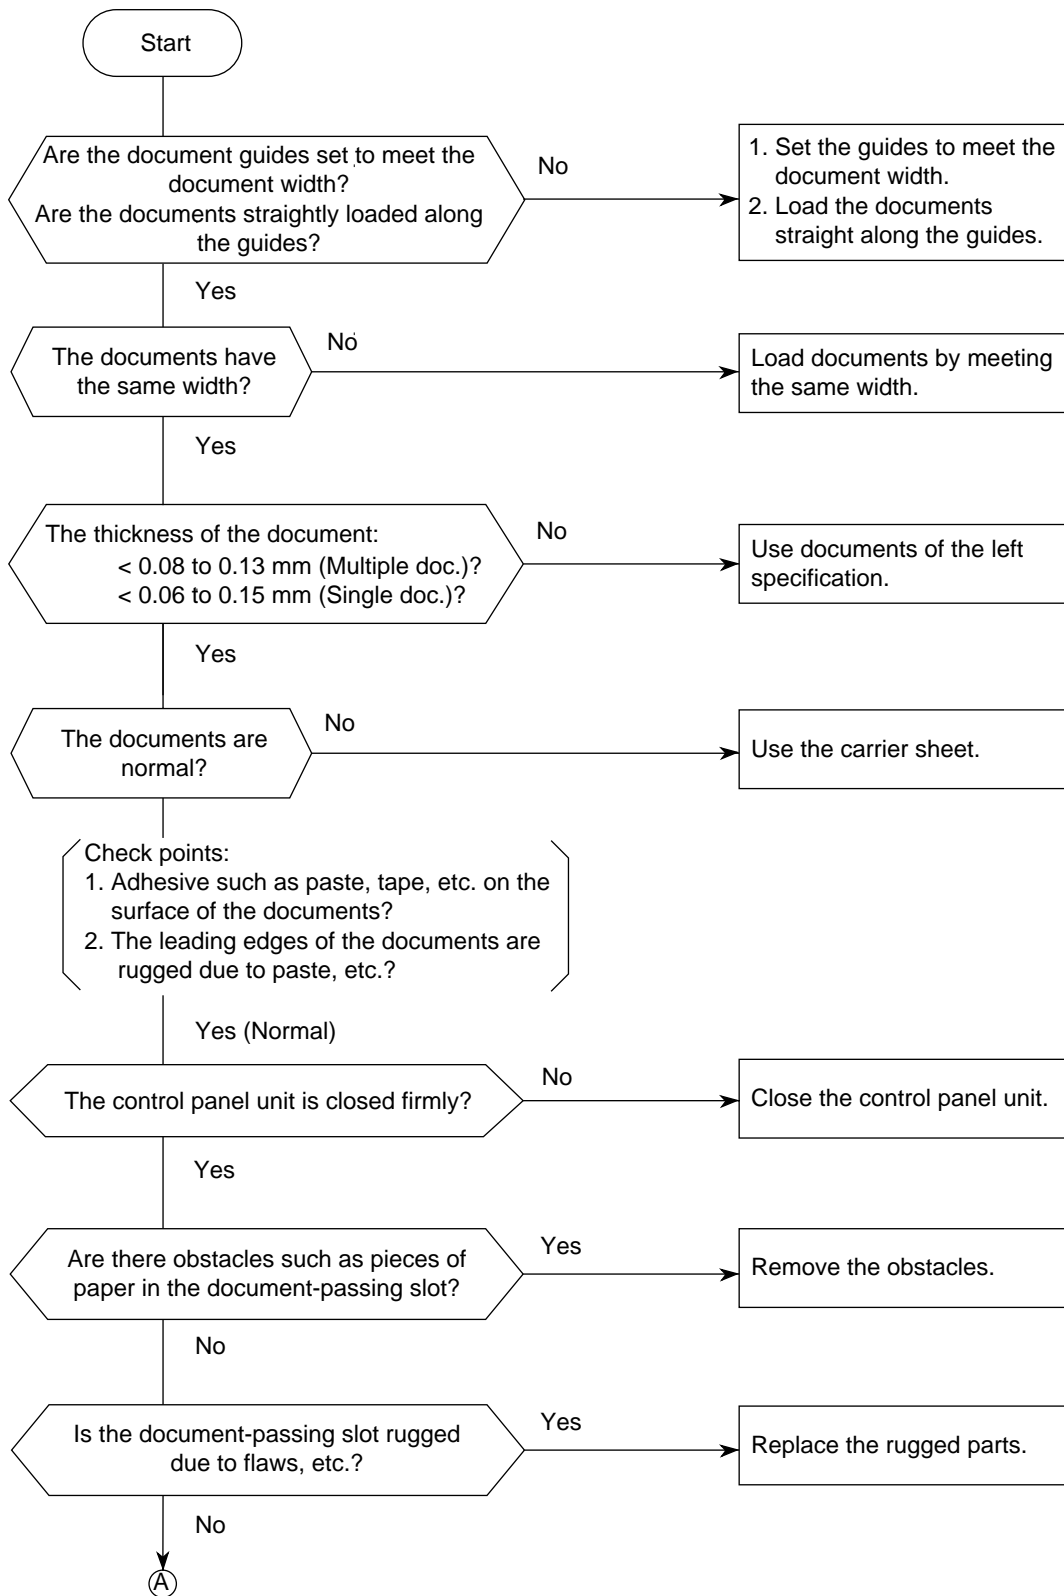 Start
Are the document guides set to meet the
document width?
Are the documents straightly loaded along
the guides?
No
1. Set the guides to meet the
document width.
2. Load the documents
straight along the guides.
Yes
The documents have
the same width?
No
Load documents by meeting
the same width.
Yes
The thickness of the document:
< 0.08 to 0.13 mm (Multiple doc.)?
< 0.06 to 0.15 mm (Single doc.)?
No
Use documents of the left
specification.
Yes
The documents are
normal?
No
Use the carrier sheet.
Check points:
1. Adhesive such as paste, tape, etc. on the
surface of the documents?
2. The leading edges of the documents are
rugged due to paste, etc.?
Yes (Normal)
The control panel unit is closed firmly?
No
Close the control panel unit.
Yes
Are there obstacles such as pieces of
paper in the document-passing slot?
Yes
Remove the obstacles.
No
Is the document-passing slot rugged
due to flaws, etc.?
Yes
Replace the rugged parts.
No
A